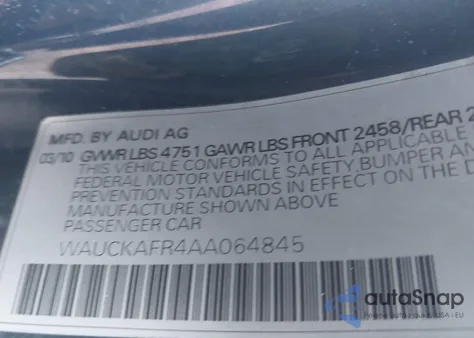 MFD. BY AUDI AG
03/10 GVWR LBS 4751 GAWR LBS FRONT 2458/REAR 2
THIS VEHICLE CONFORMS TO ALL APPLICABLE
FEDERAL MOTOR VEHICLE SAFETY, BUMPER AN
PREVENTION STANDARDS IN EFFECT ON THE D
MANUFACTURE SHOWN ABOVE
PASSENGER CAR
WAUCKAFR4AA064845
autoSnap